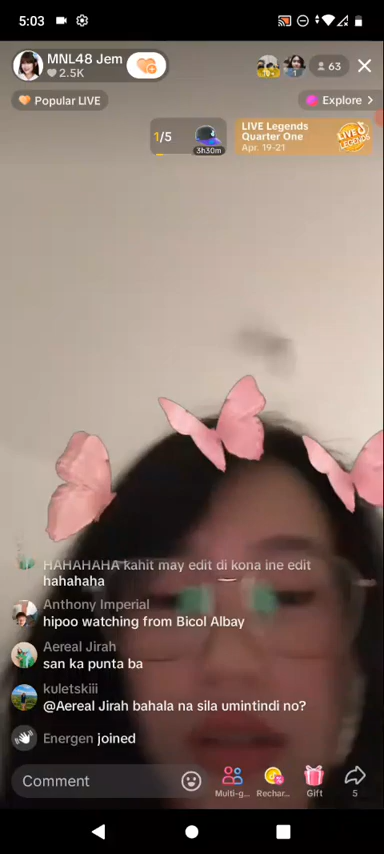 5:03
MNL48 Jem
2.5K
63
Popular LIVE
Explore
1/5
3h30m
LIVE Legends
Quarter One
Apr. 19-21
LIVE
LEGENDS
HAHAHAHA kahit may edit di kona ine edit
hahahaha
Anthony Imperial
hipoo watching from Bicol Albay
Aereal Jirah
san ka punta ba
kuletskiii
@Aereal Jirah bahala na sila umintindi no?
Energen joined
Comment
Multi-g...
Rechar...
Gift
5